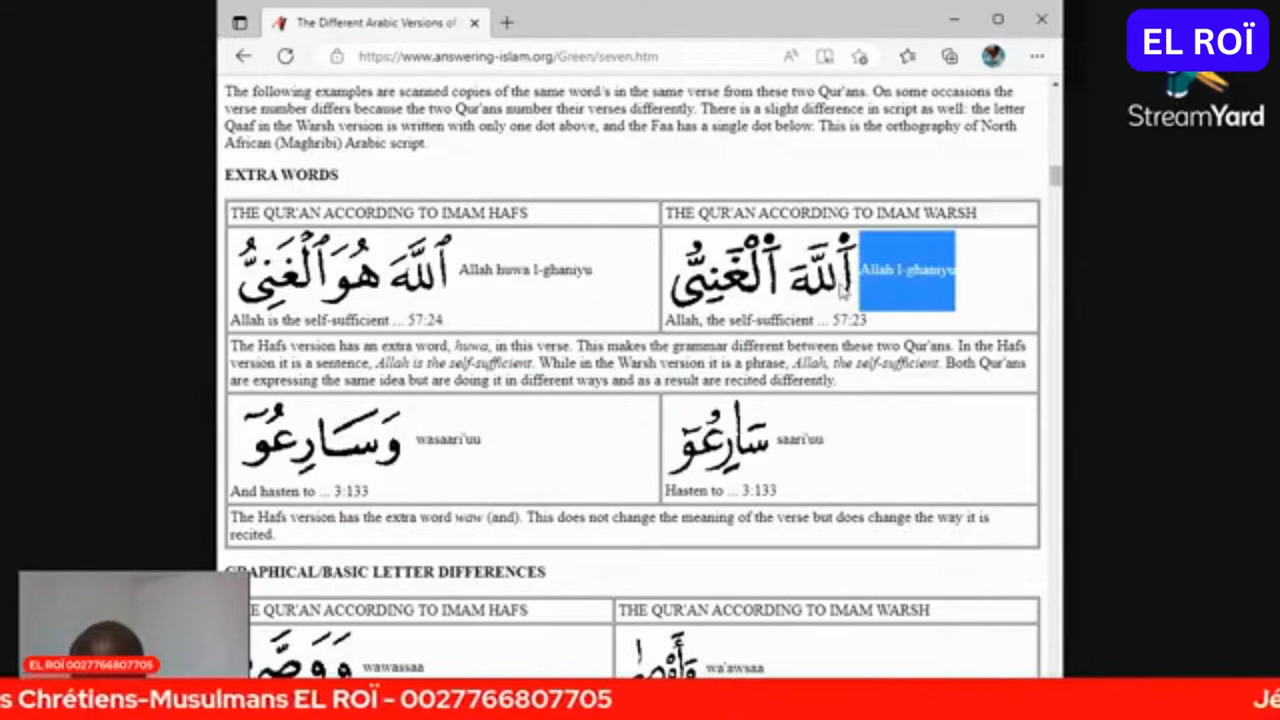 The Different Arabic Versions of
EL ROÏ
https://www.answering-islam.org/Green/seven.htm
StreamYard
The following examples are scanned copies of the same word/s in the same verse from these two Qur'ans. On some occasions the
verse number differs because the two Qur'ans number their verses differently. There is a slight difference in script as well: the letter
Qaaf in the Warsh version is written with only one dot above, and the Faa has a single dot below. This is the orthography of North
African (Maghribi) Arabic script.
EXTRA WORDS
THE QUR'AN ACCORDING TO IMAM HAFS
THE QUR'AN ACCORDING TO IMAM WARSH
ٱللَّهَ هُوَ ٱلْغَنِىُّ Allah huwa l-ghaniyu
ٱللَّهَ ٱلْغَنِىُّ Allah l-ghaniyu
Allah is the self-sufficient ... 57:24
Allah, the self-sufficient ... 57:23
The Hafs version has an extra word, huwa, in this verse. This makes the grammar different between these two Qur'ans. In the Hafs
version it is a sentence, Allah is the self-sufficient. While in the Warsh version it is a phrase, Allah, the self-sufficient. Both Qur'ans
are expressing the same idea but are doing it in different ways and as a result are recited differently.
وَسَارِعُوٓ wasaari'uu
سَارِعُوٓ saari'uu
And hasten to ... 3:133
Hasten to ... 3:133
The Hafs version has the extra word waw (and). This does not change the meaning of the verse but does change the way it is
recited.
GRAPHICAL/BASIC LETTER DIFFERENCES
E QUR'AN ACCORDING TO IMAM HAFS
THE QUR'AN ACCORDING TO IMAM WARSH
wawassaa
wa'awsaa
EL ROÏ 0027766807705
s Chrétiens-Musulmans EL ROÏ - 0027766807705
Jé